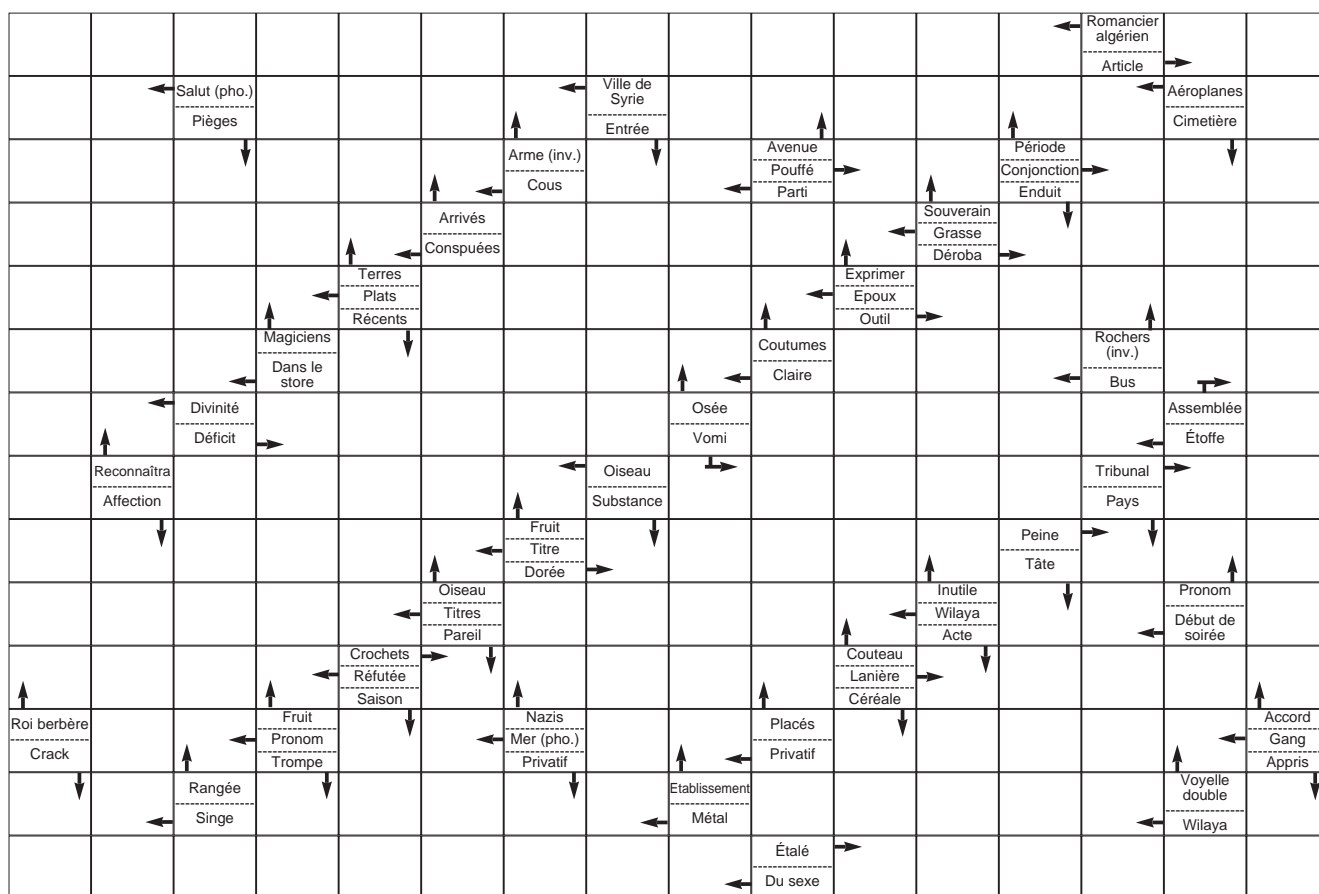 Romancier
algérien
Article
Salut (pho.)
Pièges
Ville de
Syrie
Entrée
Aéroplanes
Cimetière
Arme (inv.)
Cous
Avenue
Pouffé
Parti
Période
Conjonction
Enduit
Arrivés
Conspuées
Souverain
Grasse
Déroba
Terres
Plats
Récents
Exprimer
Epoux
Outil
Magiciens
Dans le
store
Coutumes
Claire
Rochers
(inv.)
Bus
Divinité
Déficit
Osée
Vomi
Assemblée
Étoffe
Reconnaîtra
Affection
Oiseau
Substance
Tribunal
Pays
Fruit
Titre
Dorée
Peine
Tâte
Oiseau
Titres
Pareil
Inutile
Wilaya
Acte
Pronom
Début de
soirée
Crochets
Réfutée
Saison
Couteau
Lanière
Céréale
Roi berbère
Crack
Fruit
Pronom
Trompe
Nazis
Mer (pho.)
Privatif
Placés
Privatif
Accord
Gang
Appris
Rangée
Singe
Etablissement
Métal
Voyelle
double
Wilaya
Étalé
Du sexe